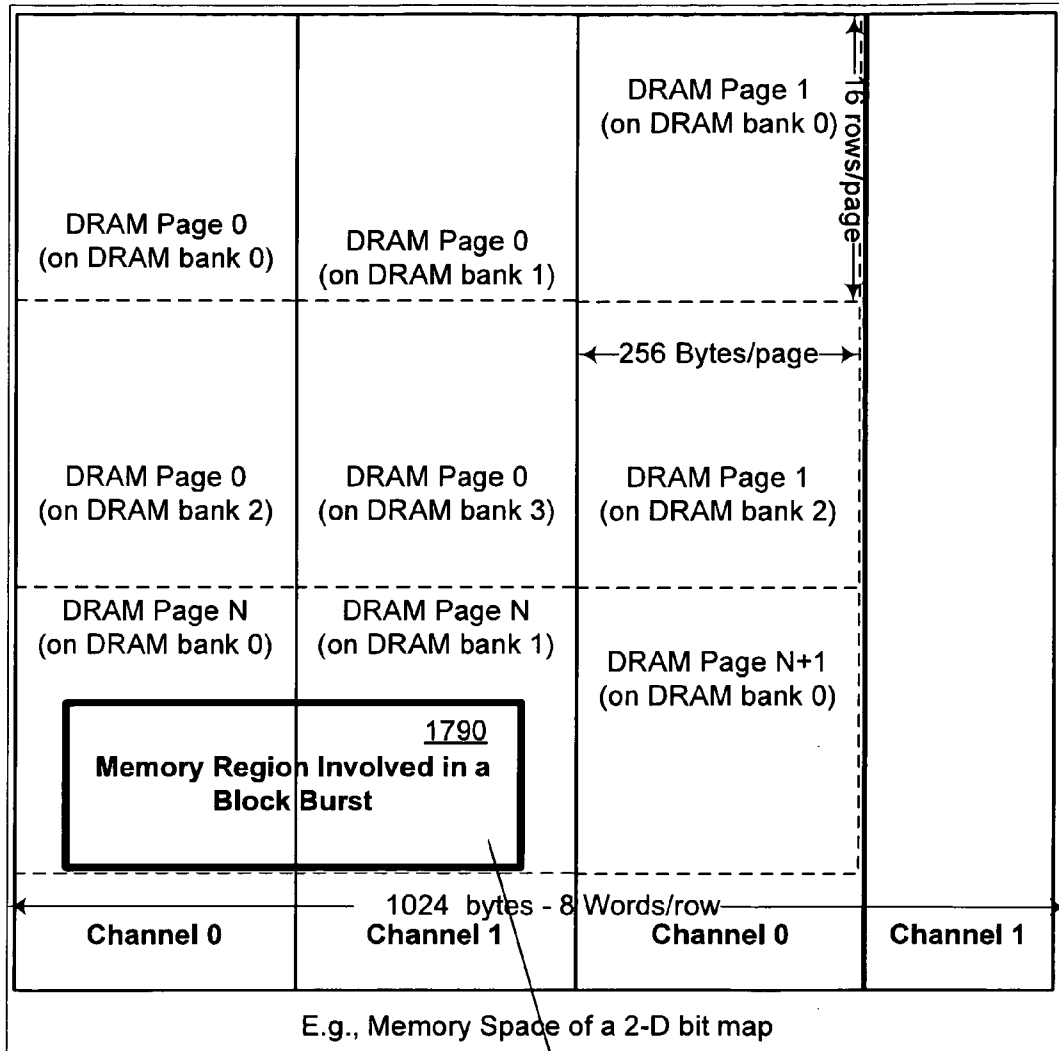 DRAM Page 1
(on DRAM bank 0)
16 rows/page
DRAM Page 0
(on DRAM bank 0)
DRAM Page 0
(on DRAM bank 1)
256 Bytes/page
DRAM Page 0
(on DRAM bank 2)
DRAM Page 0
(on DRAM bank 3)
DRAM Page 1
(on DRAM bank 2)
DRAM Page N
(on DRAM bank 0)
DRAM Page N
(on DRAM bank 1)
DRAM Page N+1
(on DRAM bank 0)
1790
Memory Region Involved in a
Block Burst
1024 bytes - 8 Words/row
Channel 0
Channel 1
Channel 0
Channel 1
E.g., Memory Space of a 2-D bit map